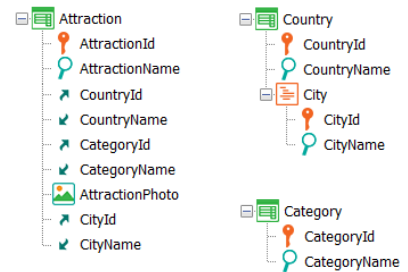 Attraction
AttractionId
AttractionName
CountryId
CountryName
CategoryId
CategoryName
AttractionPhoto
CityId
CityName
Country
CountryId
CountryName
City
CityId
CityName
Category
CategoryId
CategoryName